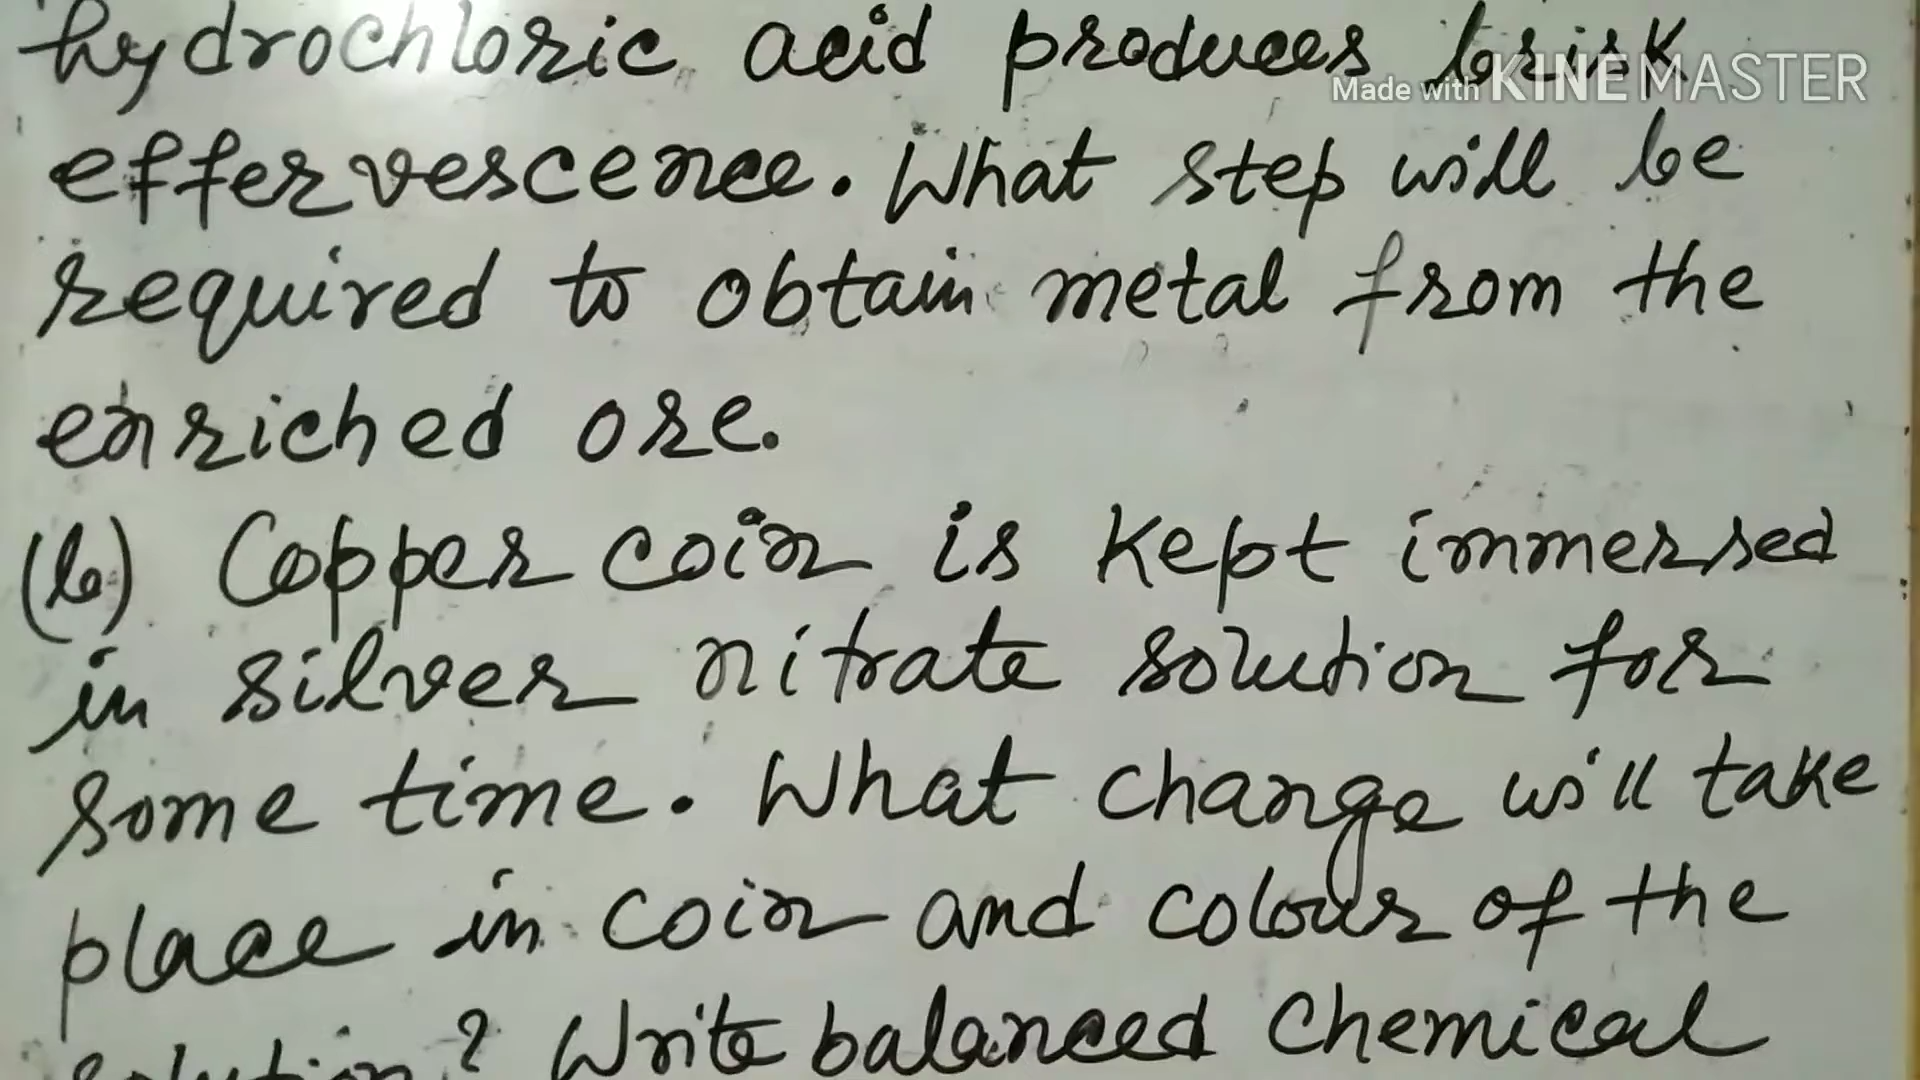 hydrochloric acid produces brisk
Made with KINEMASTER
effervescence. What step will be
required to obtain metal from the
enriched ore.
(b) Copper coin is kept immersed
in silver nitrate solution for
some time. What change will take
place in coin and colour of the
solution? Write balanced chemical